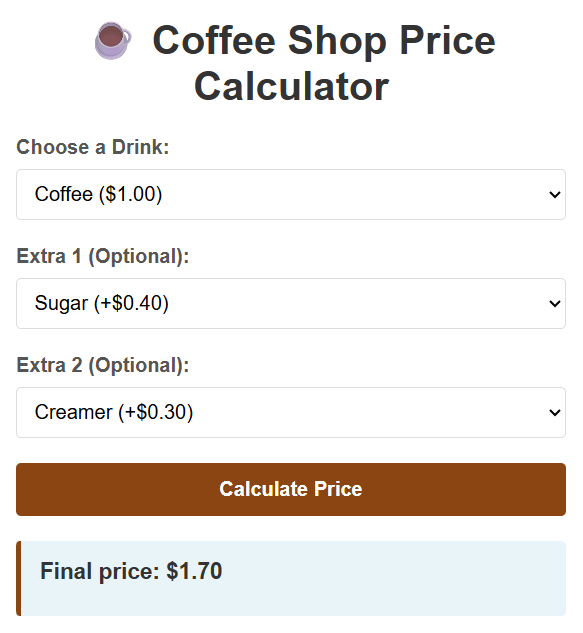 Coffee Shop Price
Calculator
Choose a Drink:
Coffee ($1.00)
Extra 1 (Optional):
Sugar (+$0.40)
Extra 2 (Optional):
Creamer (+$0.30)
Calculate Price
Final price: $1.70